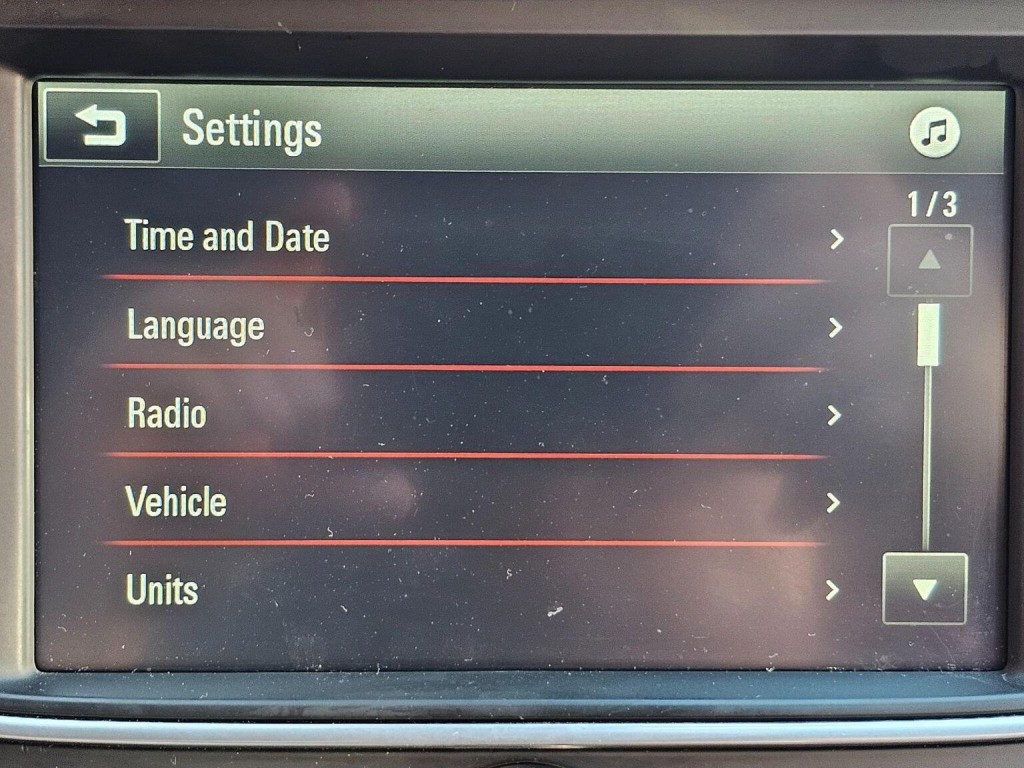 Settings
1/3
Time and Date
Language
Radio
Vehicle
Units